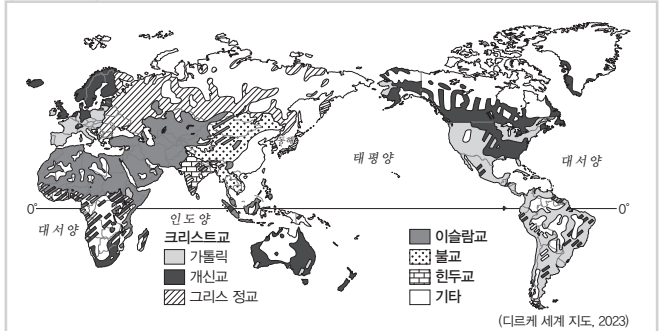 동해
태평양
대서양
0°
0°
대서양
인도양
크리스트교
가톨릭
개신교
그리스 정교
이슬람교
불교
힌두교
기타
(디르케 세계 지도, 2023)